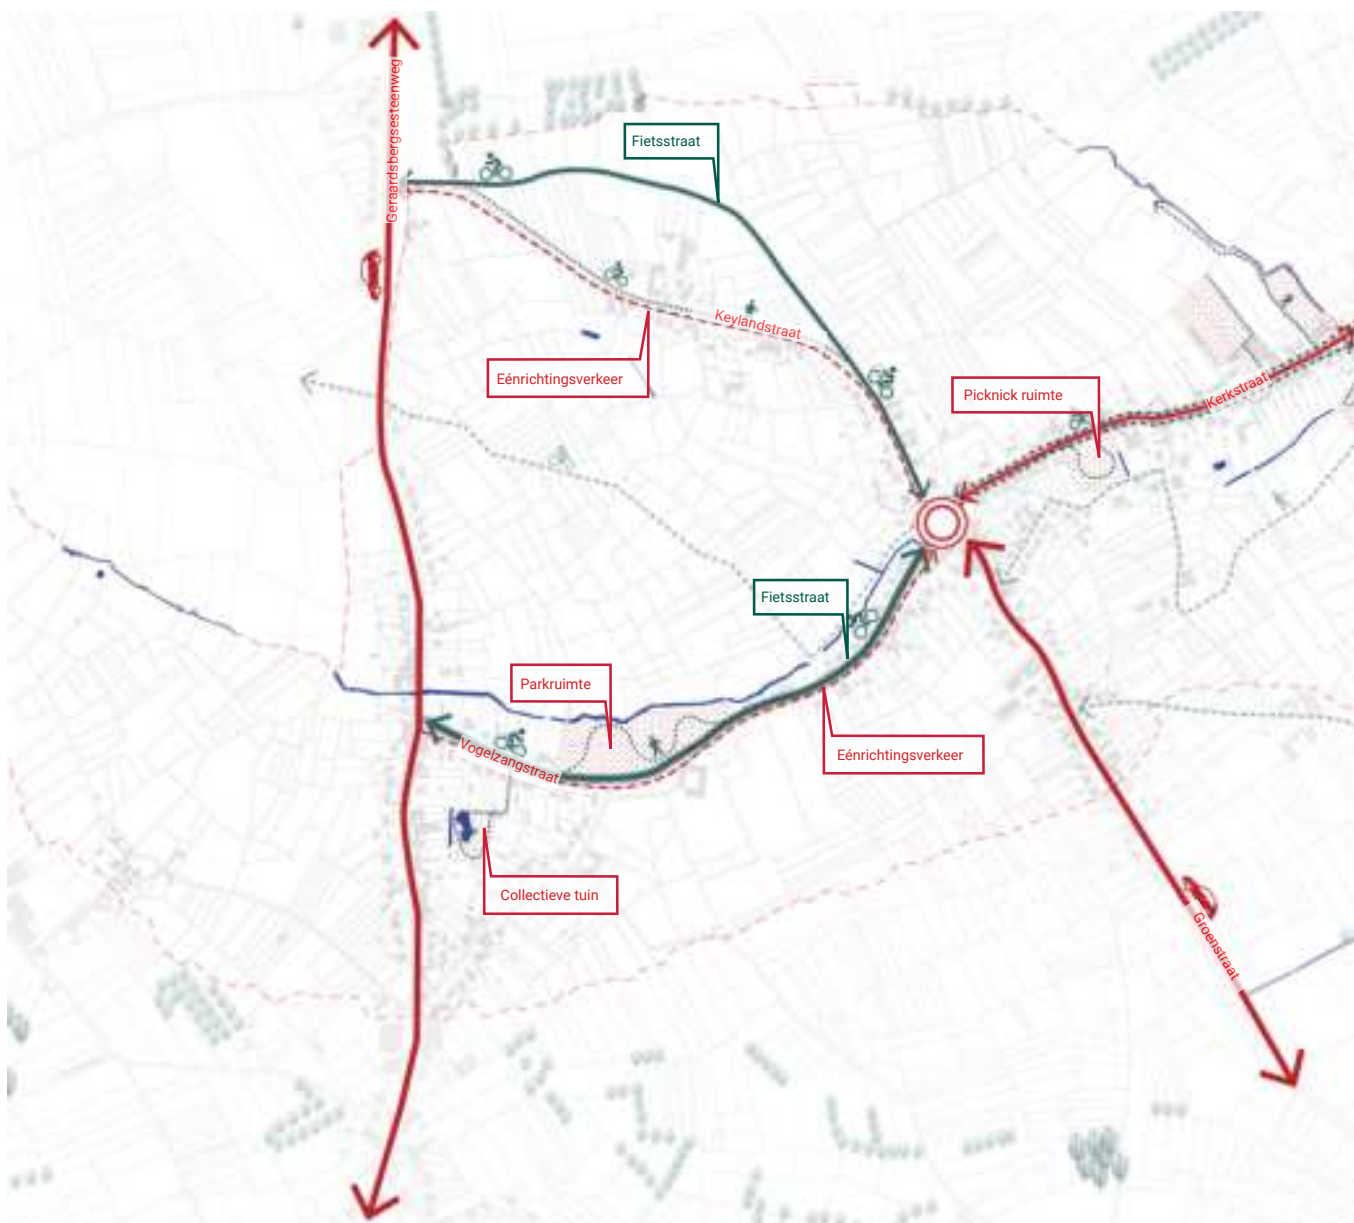 Geraardsbergsesteenweg
Fietsstraat
Keylandstraat
Eénrichtingsverkeer
Picknick ruimte
Kerkstraat
Fietsstraat
Parkruimte
Vogelzangstraat
Eénrichtingsverkeer
Collectieve tuin
Groenstraat